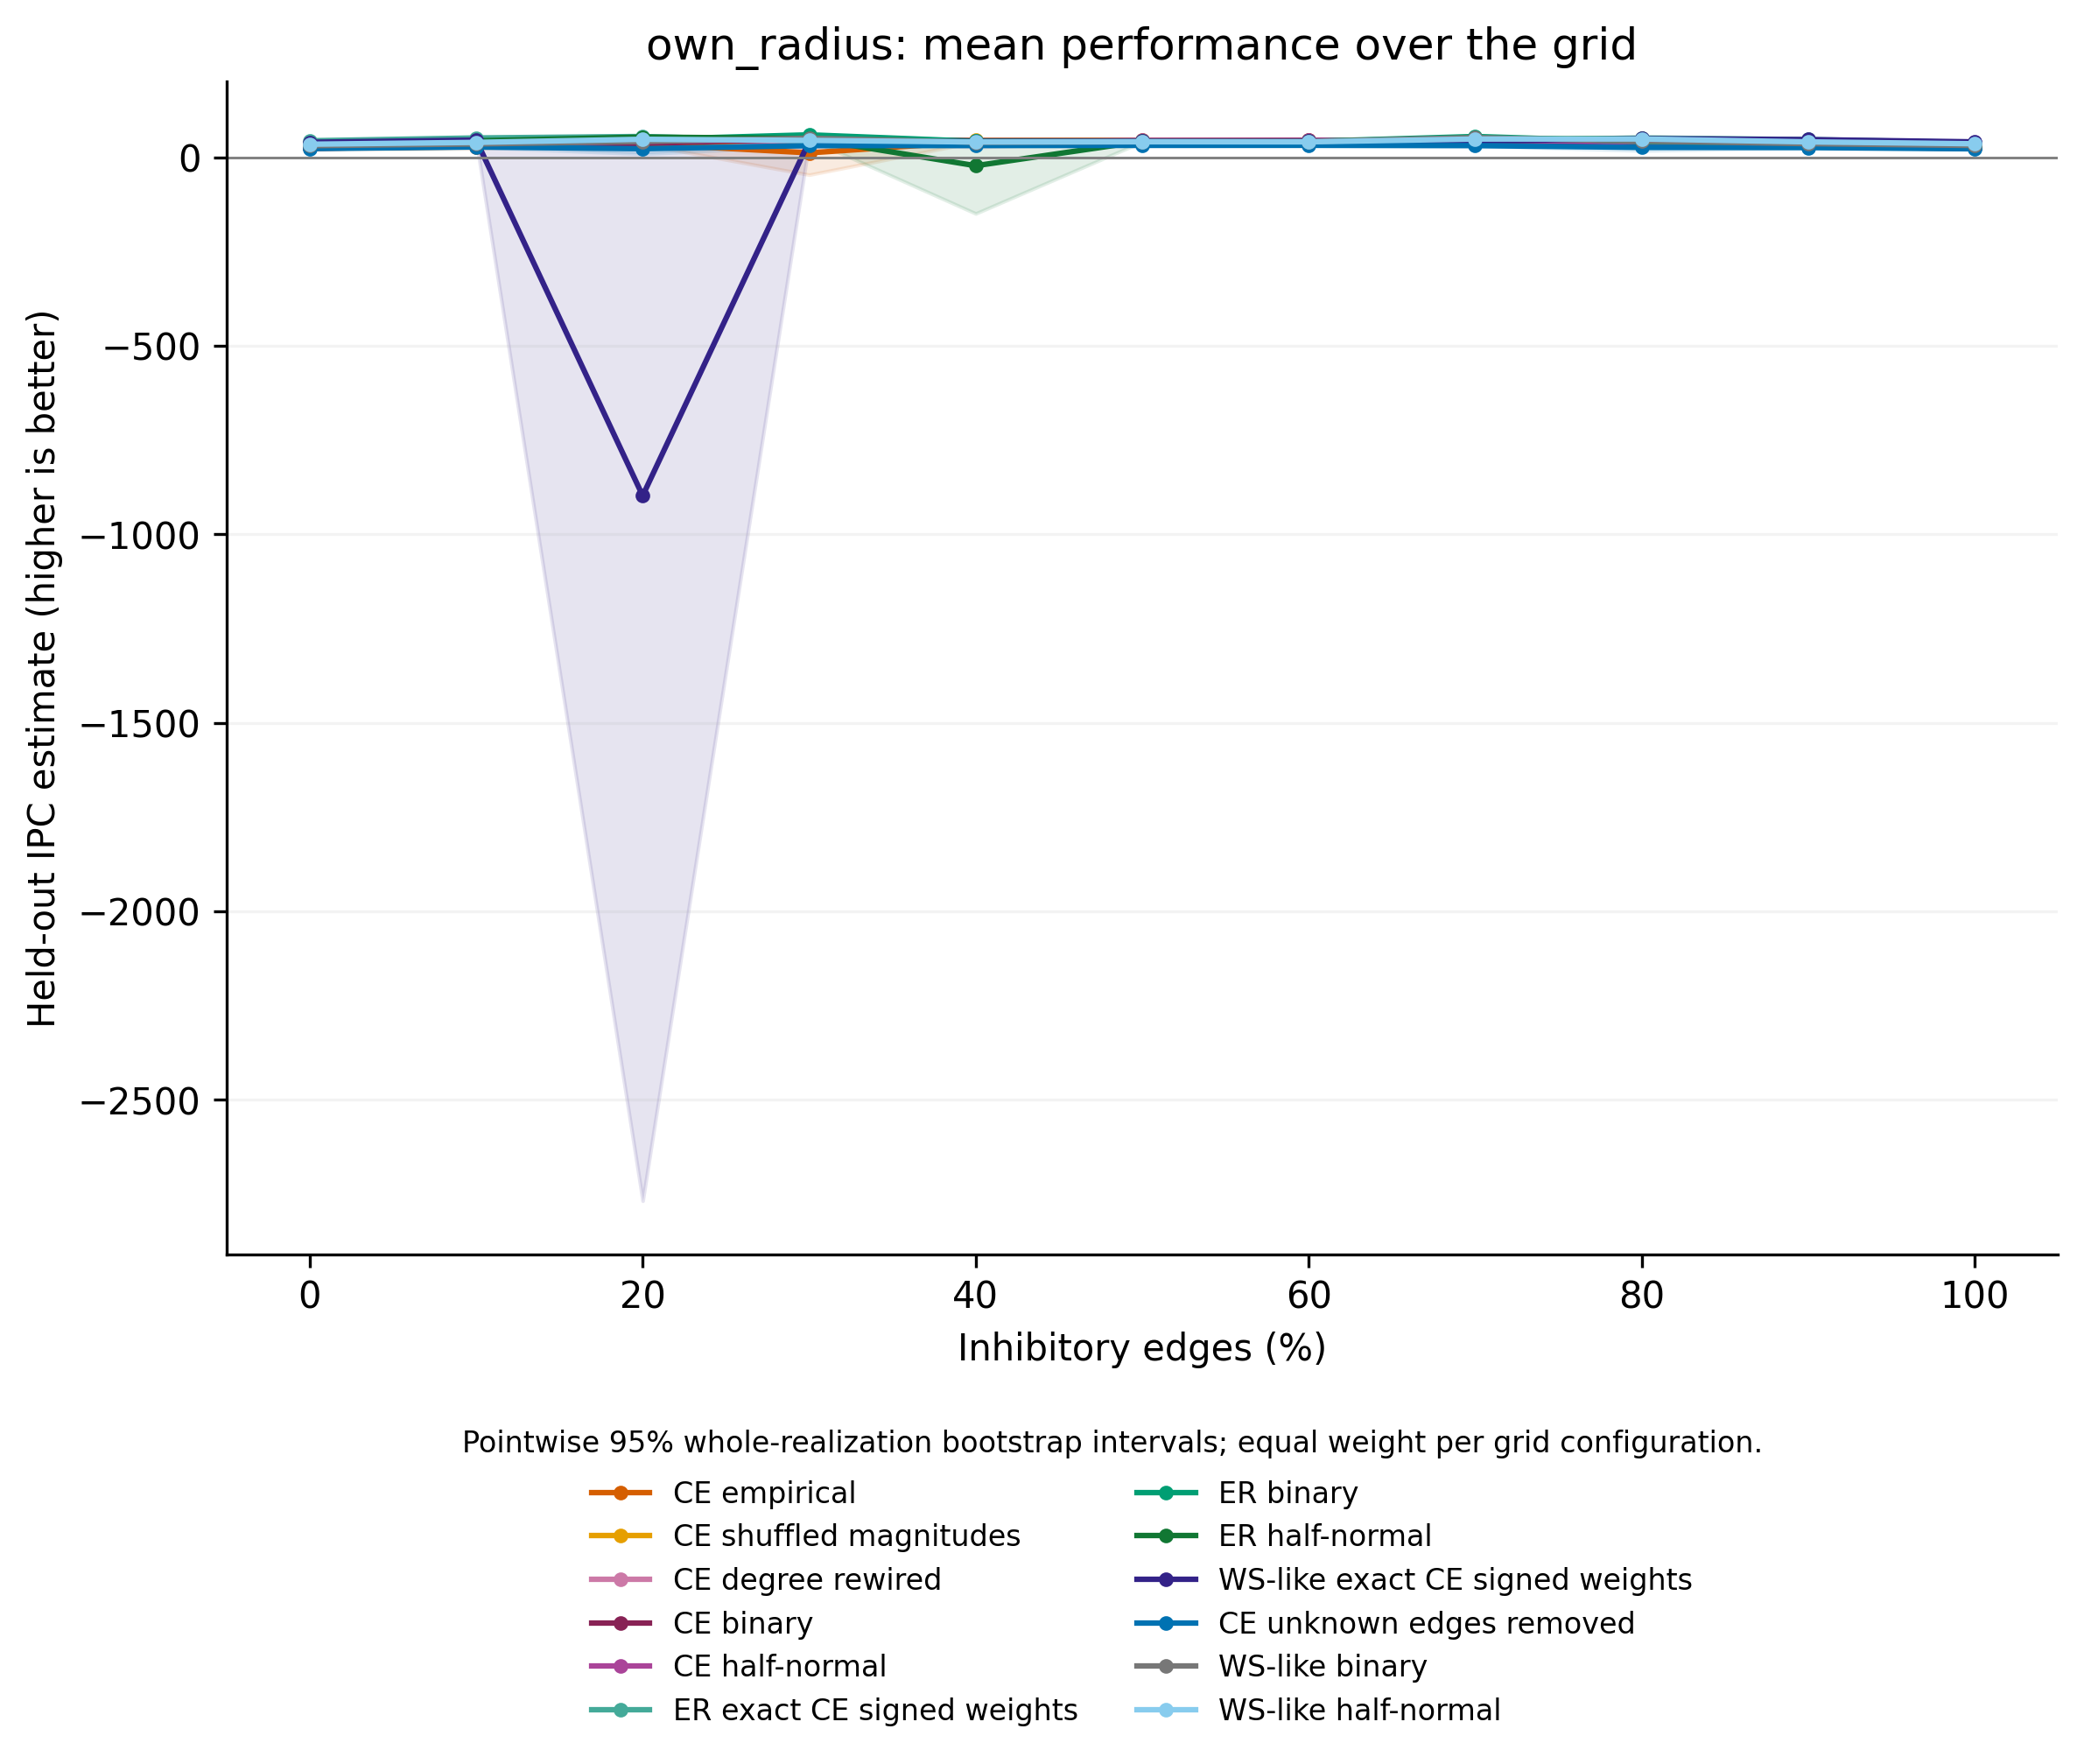 own_radius: mean performance over the grid
Held-out IPC estimate (higher is better)
0
−500
−1000
−1500
−2000
−2500
0
20
40
60
80
100
Inhibitory edges (%)
Pointwise 95% whole-realization bootstrap intervals; equal weight per grid configuration.
CE empirical
CE shuffled magnitudes
CE degree rewired
CE binary
CE half-normal
ER exact CE signed weights
ER binary
ER half-normal
WS-like exact CE signed weights
CE unknown edges removed
WS-like binary
WS-like half-normal